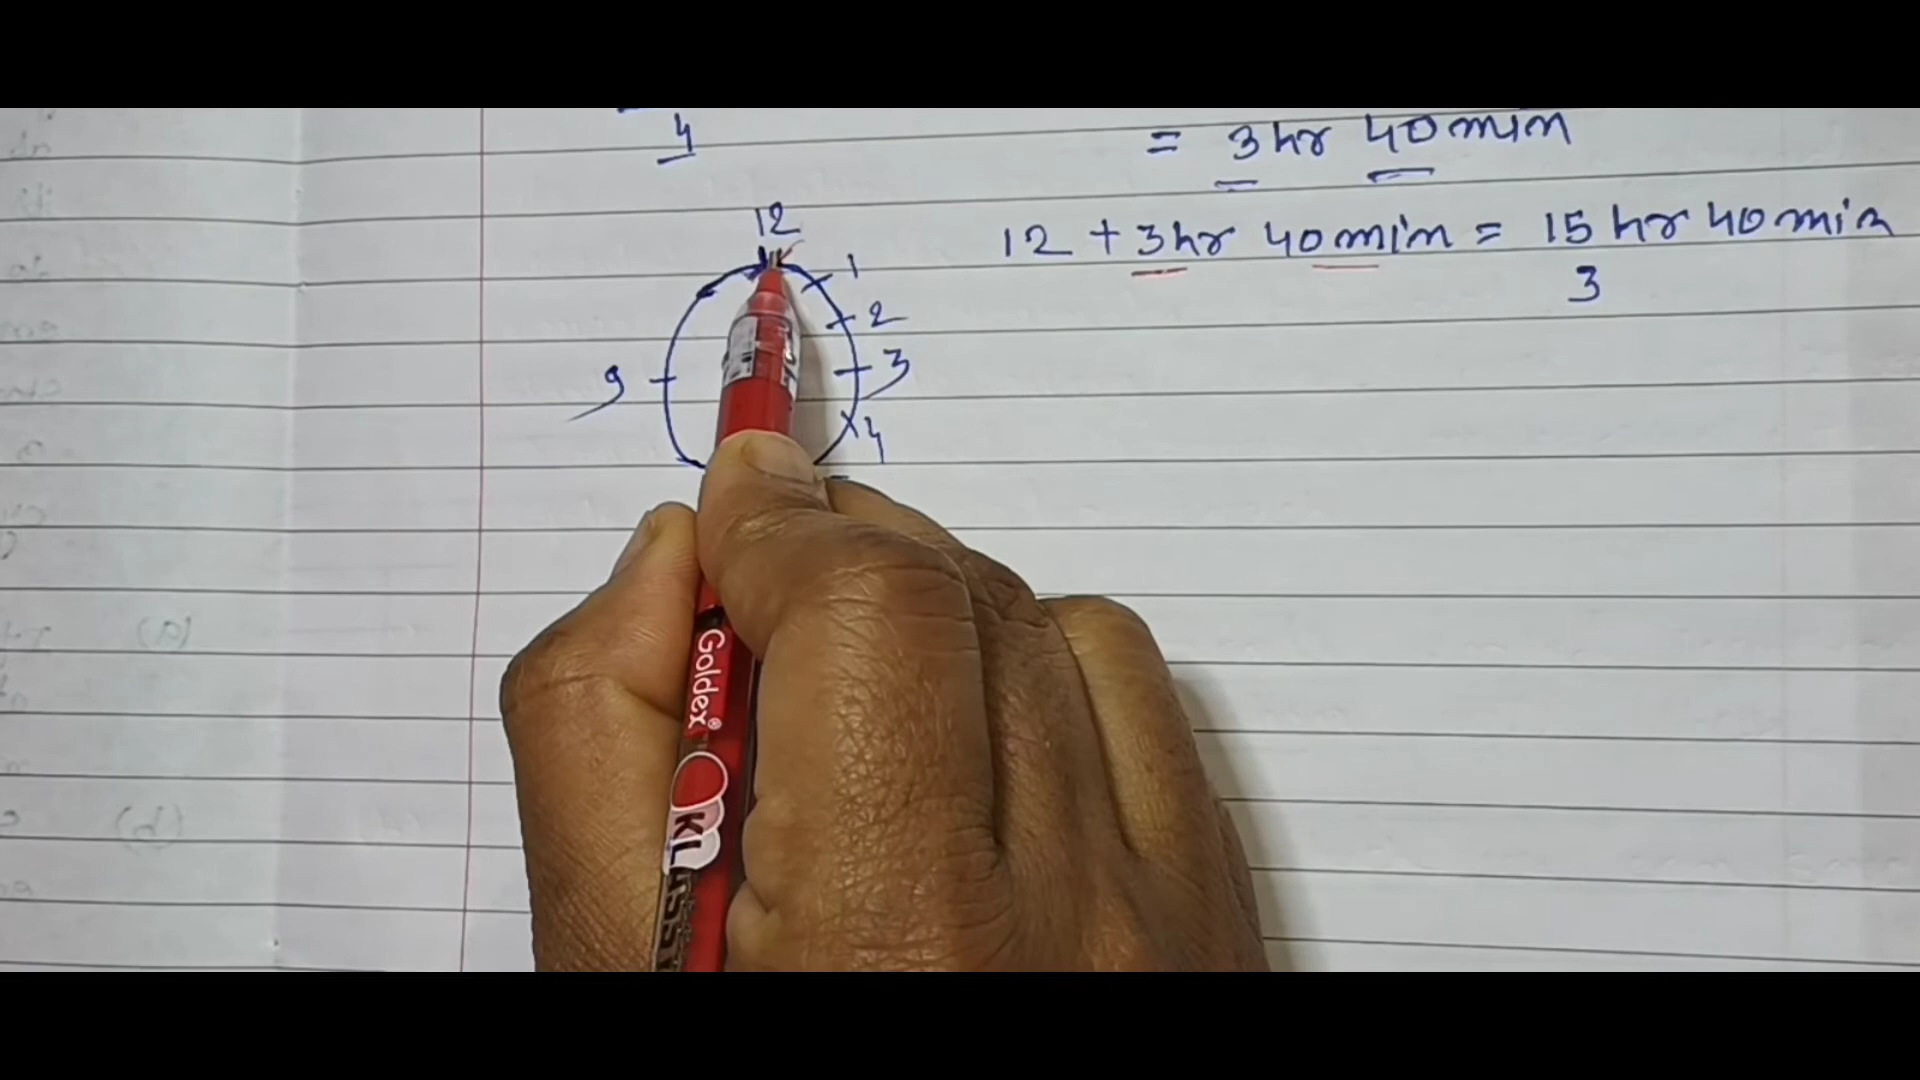 4
= 3 hr 40 min
12
12 + 3 hr 40 min = 15 hr 40 min
3
1
2
3
9
4
Goldex®
KL